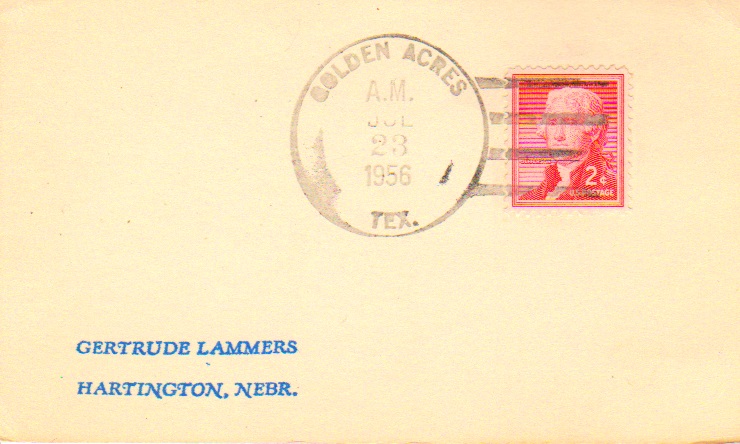 GOLDEN ACRES
A.M.
JUL
23
1956
TEX.
2¢
U.S. POSTAGE
GERTRUDE LAMMERS
HARTINGTON, NEBR.